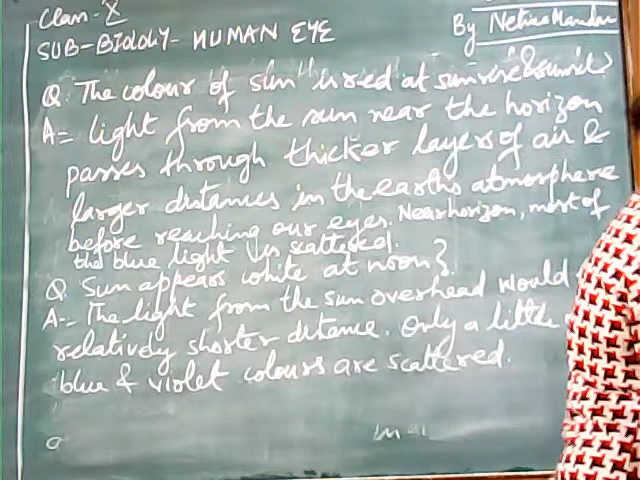 Class-X
SUB-BIOLOGY- HUMAN EYE
By
Q. The colour of sun is red at sunrise & sunset
A= light from the sun near the horizon
passes through thicker layers of air &
larger distances in the earth's atmosphere
before reaching our eyes. Near horizon, most of
the blue light is scattered.
Q. Sun appears white at noon?
A-. The light from the sun overhead would
relatively shorter distance. Only a little
blue & violet colours are scattered.